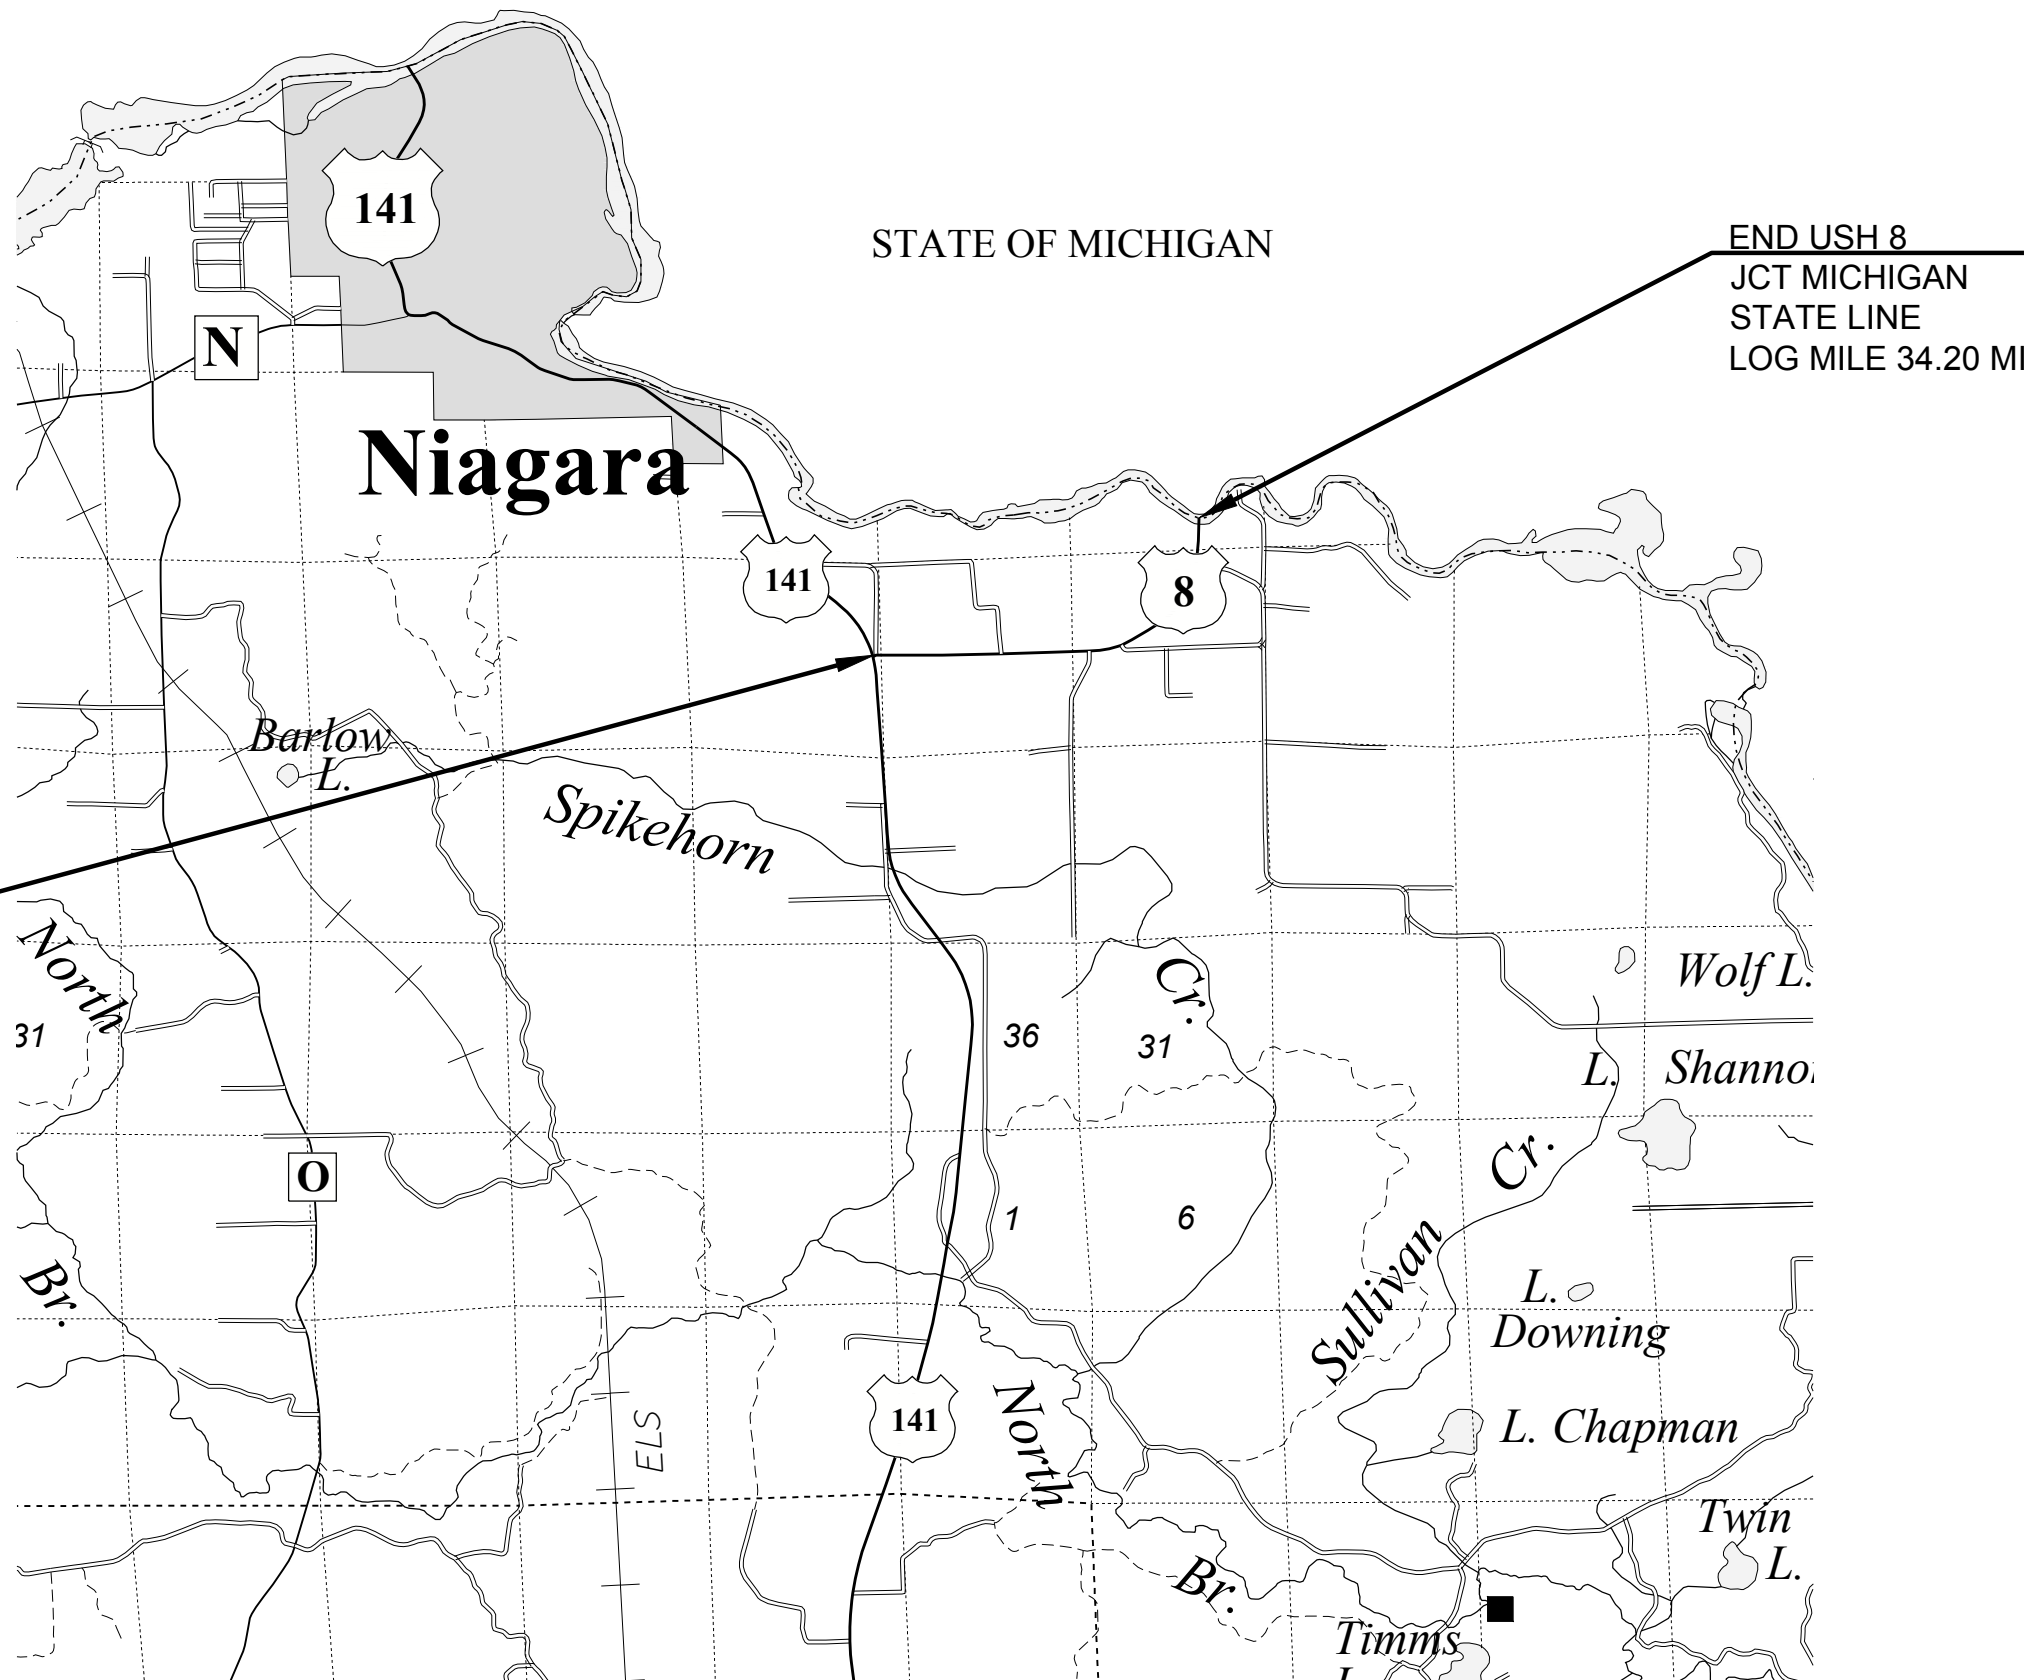 141
STATE OF MICHIGAN
END USH 8
JCT MICHIGAN
STATE LINE
LOG MILE 34.20 MI
N
Niagara
141
8
Barlow
L.
Spikehorn
Cr.
North
31
36
31
Wolf L.
L.
O
1
6
Br.
Sullivan
Cr.
L.
Downing
141
North
ELS
L. Chapman
Twin
L.
Br.
Timms